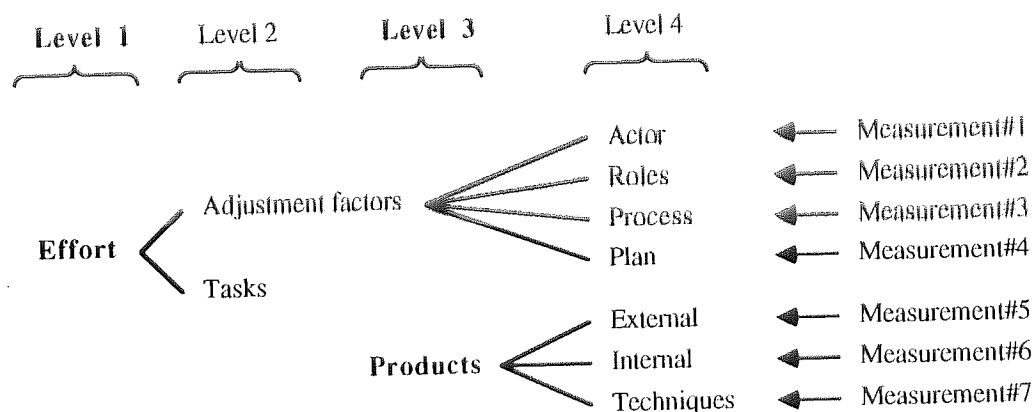 Level 1 Level 2 Level 3 Level 4
Actor Measurement#1
Roles Measurement#2
Adjustment factors
Process Measurement#3
Effort
Plan Measurement#4
Tasks
External Measurement#5
Products
Internal Measurement#6
Techniques Measurement#7